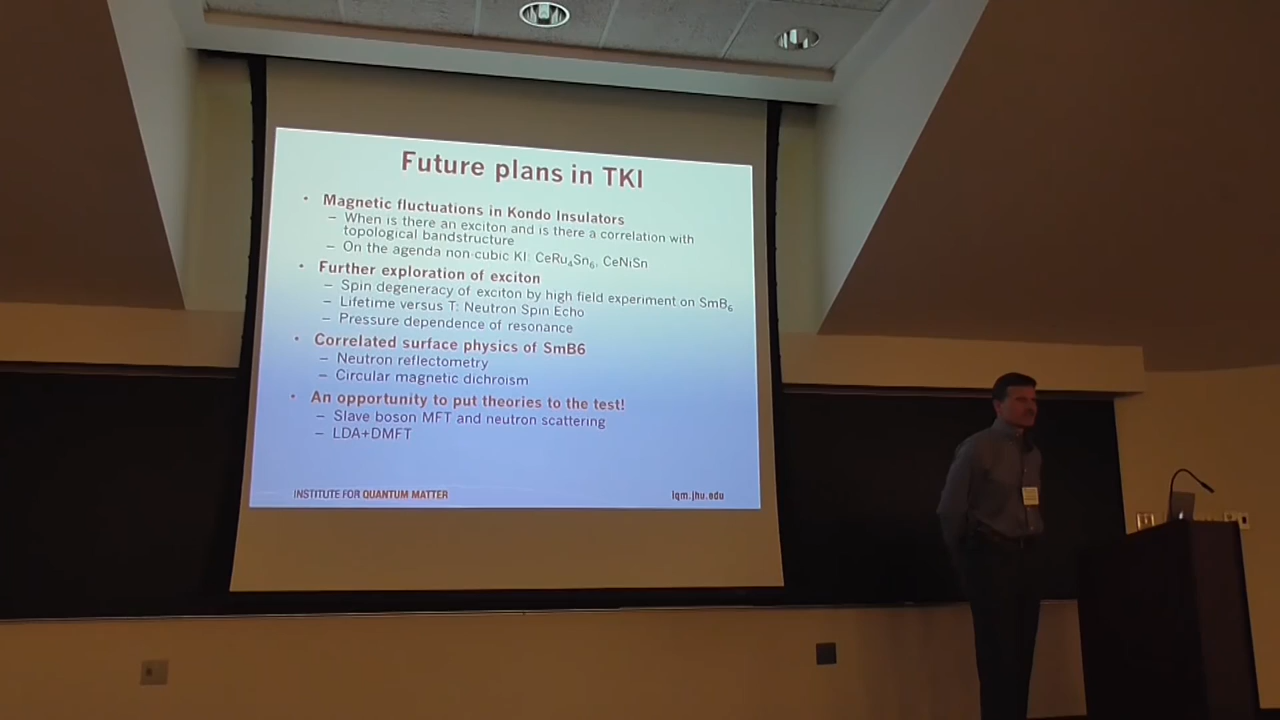 Future plans in TKI
• Magnetic fluctuations in Kondo Insulators
– When is there an exciton and is there a correlation with
topological bandstructure
– On the agenda non-cubic KI: CeRu₄Sn₆, CeNiSn
• Further exploration of exciton
– Spin degeneracy of exciton by high field experiment on SmB₆
– Lifetime versus T: Neutron Spin Echo
– Pressure dependence of resonance
• Correlated surface physics of SmB6
– Neutron reflectometry
– Circular magnetic dichroism
• An opportunity to put theories to the test!
– Slave boson MFT and neutron scattering
– LDA+DMFT
INSTITUTE FOR QUANTUM MATTER
iqm.jhu.edu